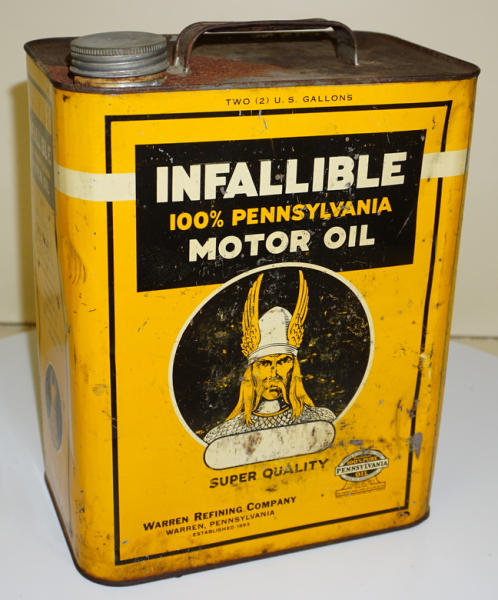 TWO (2) U.S. GALLONS
INFALLIBLE
100% PENNSYLVANIA
MOTOR OIL
SUPER QUALITY
PENNSYLVANIA
OIL
WARREN REFINING COMPANY
WARREN, PENNSYLVANIA
ESTABLISHED 1893